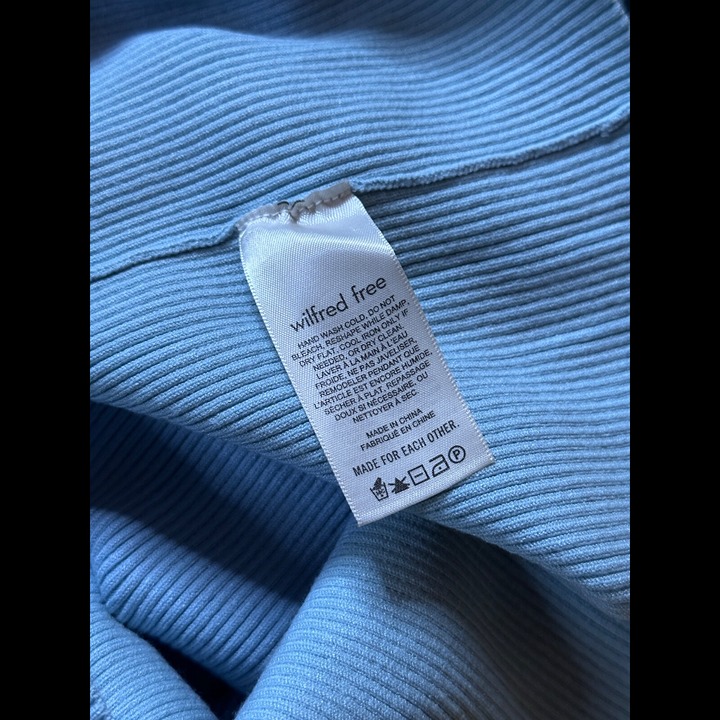 wilfred free
HAND WASH COLD, DO NOT
BLEACH, RESHAPE WHILE DAMP,
DRY FLAT, COOL IRON ONLY IF
NEEDED, OR DRY CLEAN.
LAVER À LA MAIN À L'EAU
FROIDE, NE PAS JAVELISER,
REMODELER PENDANT QUE
L'ARTICLE EST ENCORE HUMIDE,
SÉCHER À PLAT, REPASSAGE
DOUX SI NÉCESSAIRE, OU
NETTOYER À SEC.
MADE IN CHINA
FABRIQUÉ EN CHINE
MADE FOR EACH OTHER.
P